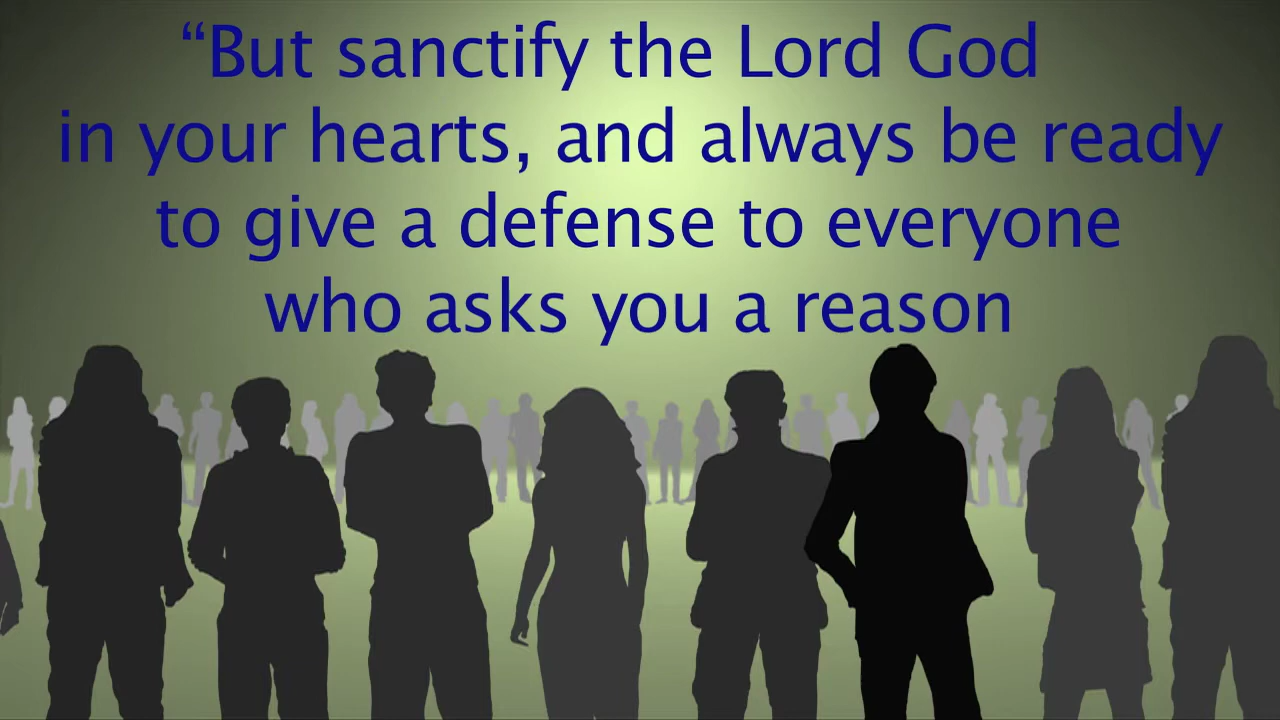 “But sanctify the Lord God
in your hearts, and always be ready
to give a defense to everyone
who asks you a reason